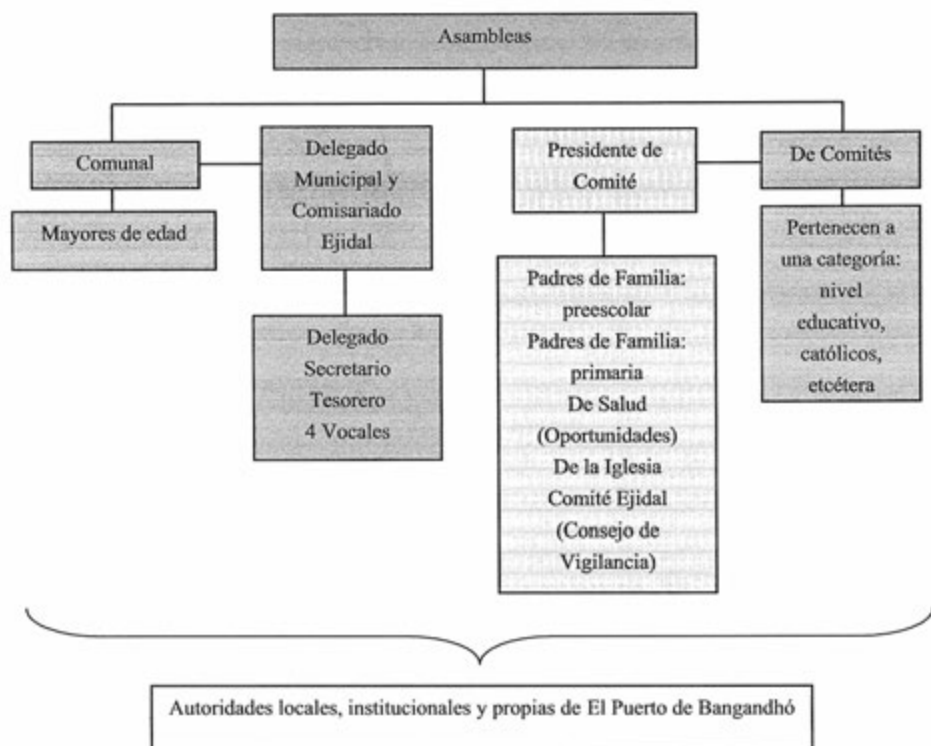 Asambleas
Comunal
Mayores de edad
Delegado
Municipal y
Comisariado
Ejidal
Delegado
Secretario
Tesorero
4 Vocales
Presidente de
Comité
Padres de Familia:
preescolar
Padres de Familia:
primaria
De Salud
(Oportunidades)
De la Iglesia
Comité Ejidal
(Consejo de
Vigilancia)
De Comités
Pertenecen a
una categoría:
nivel
educativo,
católicos,
etcétera
Autoridades locales, institucionales y propias de El Puerto de Bangandhó